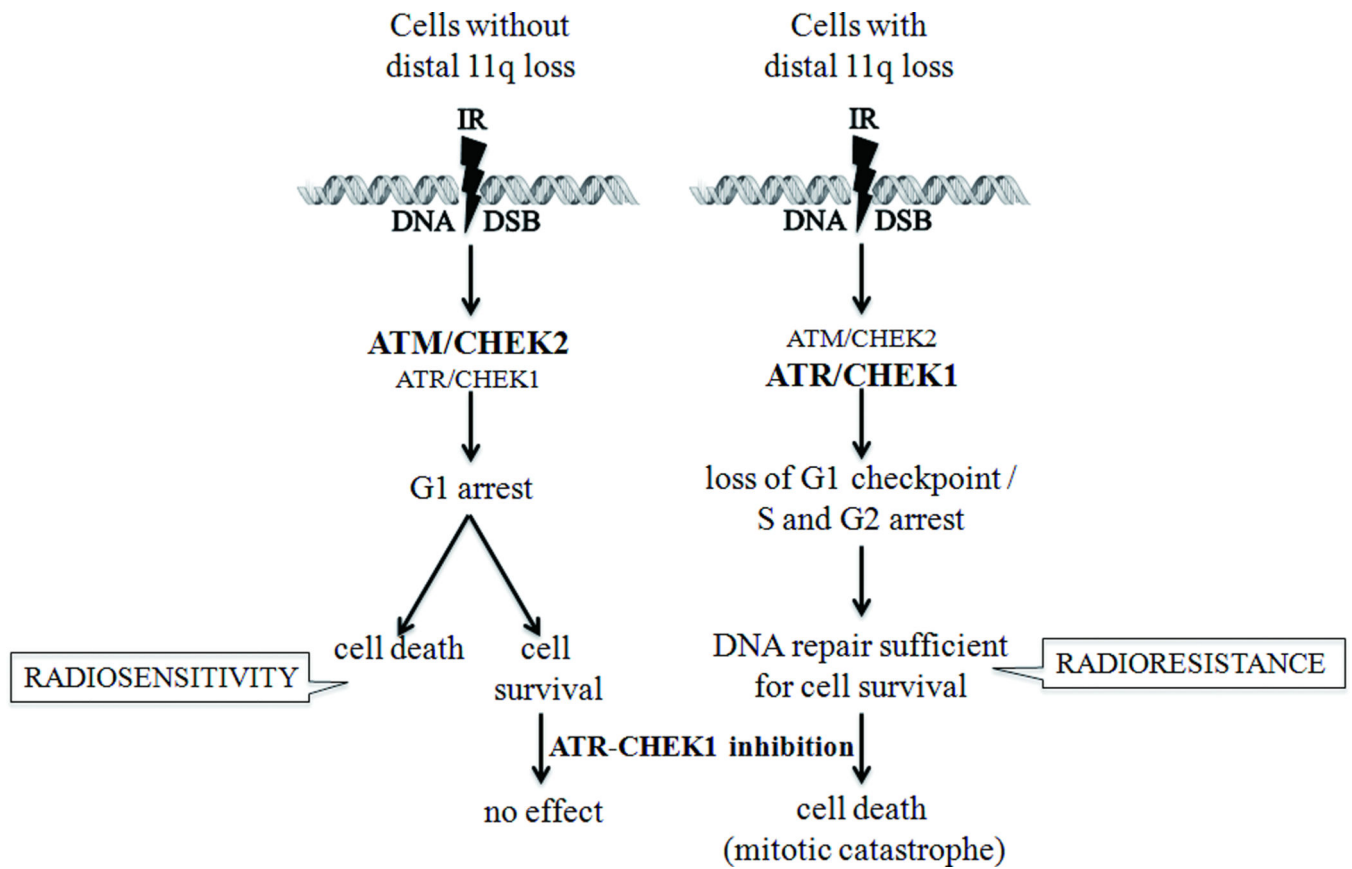 Cells without
distal 11q loss
IR
DNA DSB
ATM/CHEK2
ATR/CHEK1
G1 arrest
cell death
cell
survival
RADIOSENSITIVITY
no effect
Cells with
distal 11q loss
IR
DNA DSB
ATM/CHEK2
ATR/CHEK1
loss of G1 checkpoint /
S and G2 arrest
DNA repair sufficient
for cell survival
RADIORESISTANCE
ATR-CHEK1 inhibition
cell death
(mitotic catastrophe)